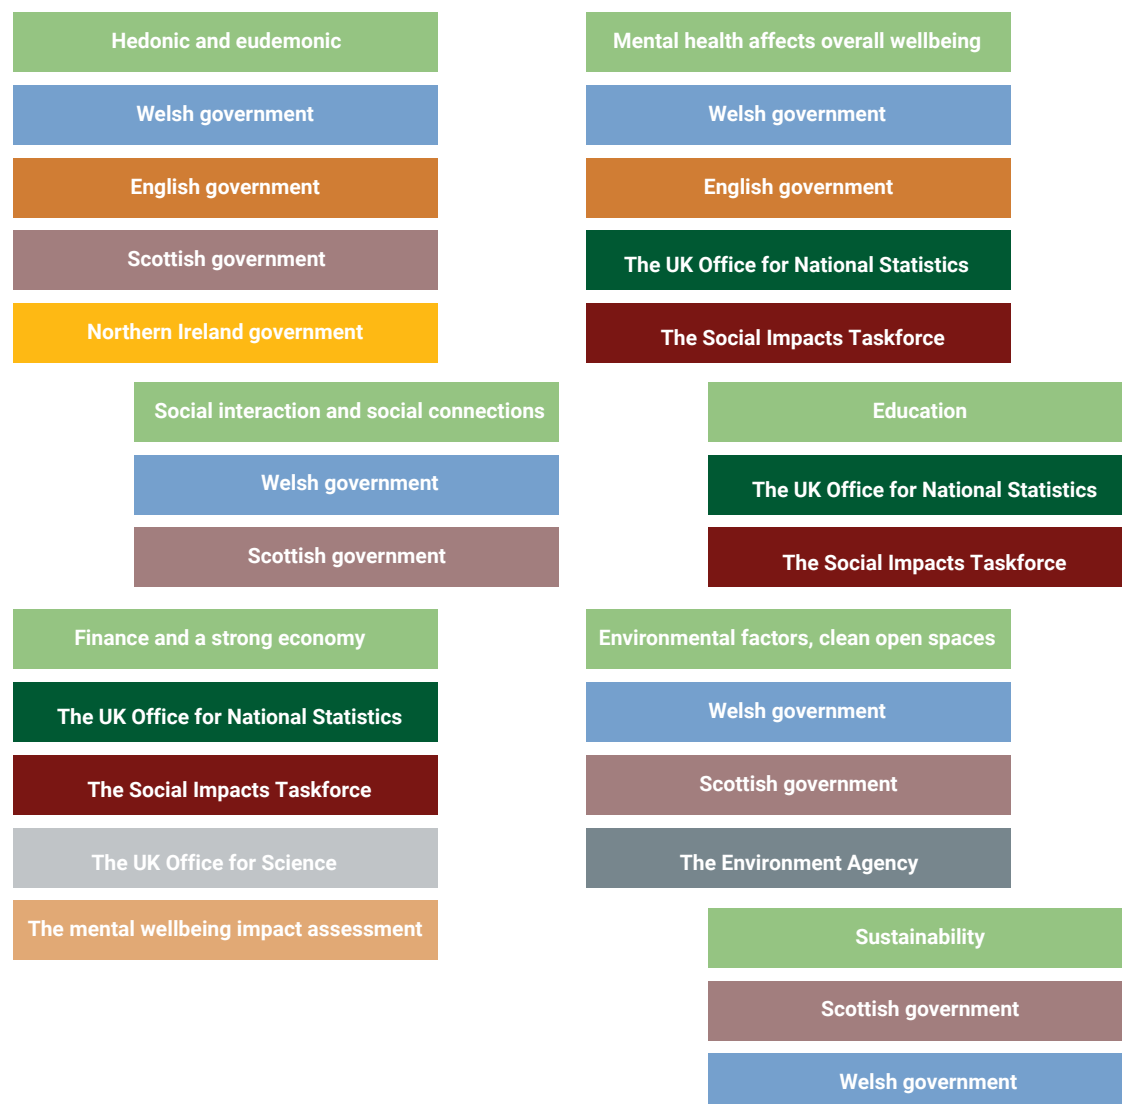 Hedonic and eudemonic
Welsh government
English government
Scottish government
Northern Ireland government
Mental health affects overall wellbeing
Welsh government
English government
The UK Office for National Statistics
The Social Impacts Taskforce
Social interaction and social connections
Welsh government
Scottish government
Education
The UK Office for National Statistics
The Social Impacts Taskforce
Finance and a strong economy
The UK Office for National Statistics
The Social Impacts Taskforce
The UK Office for Science
The mental wellbeing impact assessment
Environmental factors, clean open spaces
Welsh government
Scottish government
The Environment Agency
Sustainability
Scottish government
Welsh government